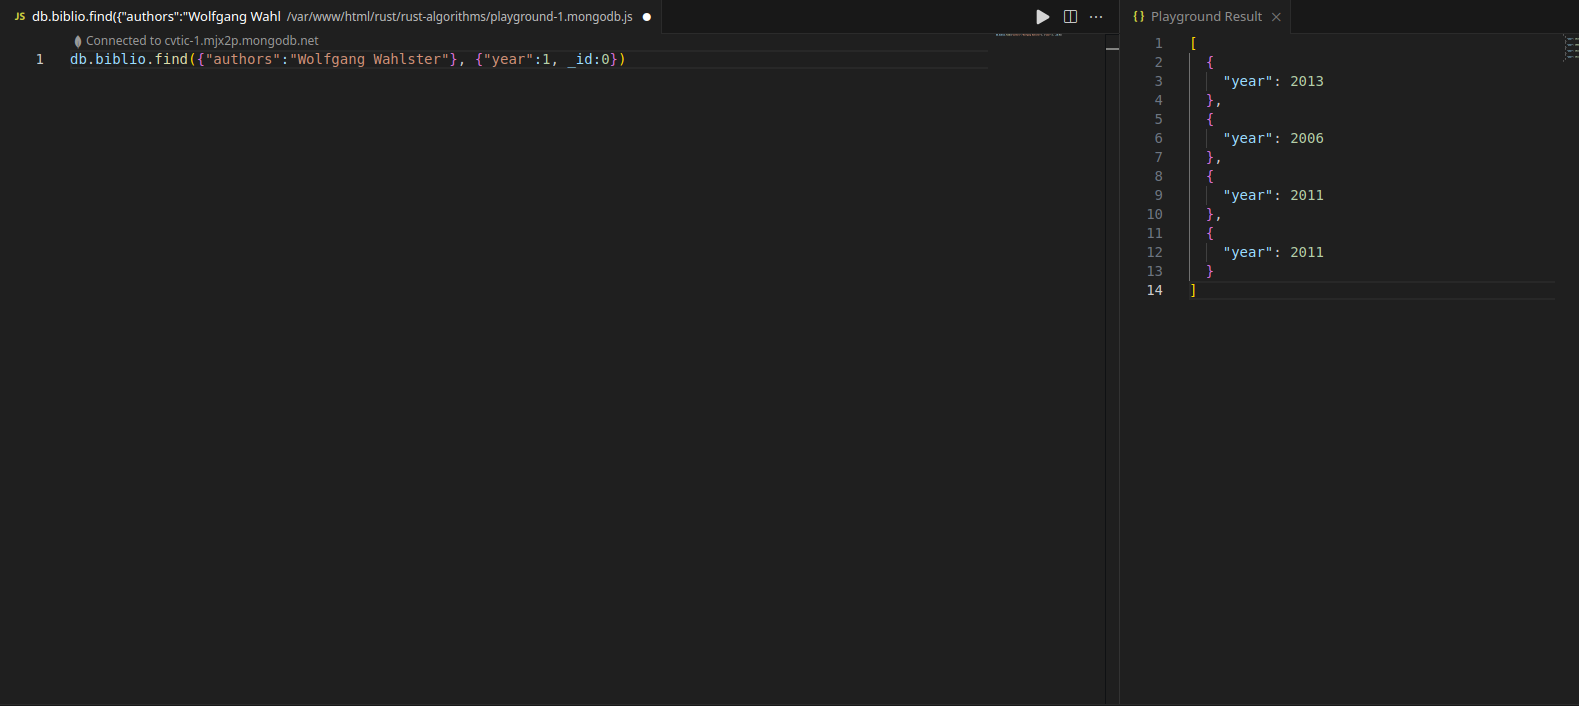 JS db.biblio.find({"authors":"Wolfgang Wahl /var/www/html/rust/rust-algorithms/playground-1.mongodb.js
Connected to cvtic-1.mjx2p.mongodb.net
1 db.biblio.find({"authors":"Wolfgang Wahlster"}, {"year":1, _id:0})
{} Playground Result
1 [
2 {
3 "year": 2013
4 },
5 {
6 "year": 2006
7 },
8 {
9 "year": 2011
10 },
11 {
12 "year": 2011
13 }
14 ]